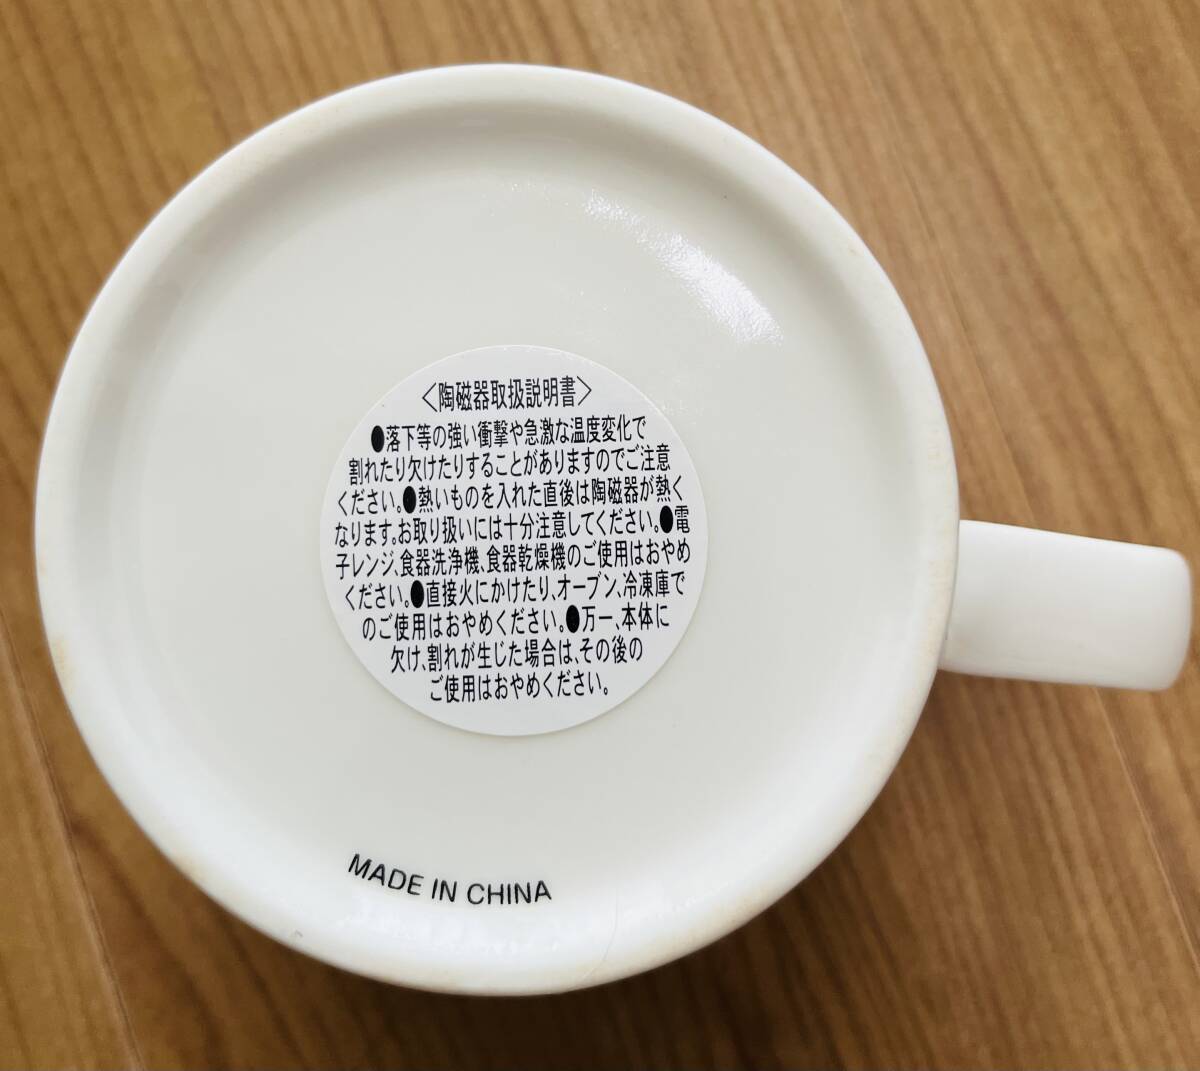 〈陶磁器取扱説明書〉
●落下等の強い衝撃や急激な温度変化で
割れたり欠けたりすることがありますのでご注意
ください。●熱いものを入れた直後は陶磁器が熱く
なります。お取り扱いには十分注意してください。●電
子レンジ、食器洗浄機、食器乾燥機のご使用はおやめ
ください。●直接火にかけたり、オーブン、冷凍庫で
のご使用はおやめください。●万一、本体に
欠け、割れが生じた場合は、その後の
ご使用はおやめください。
MADE IN CHINA